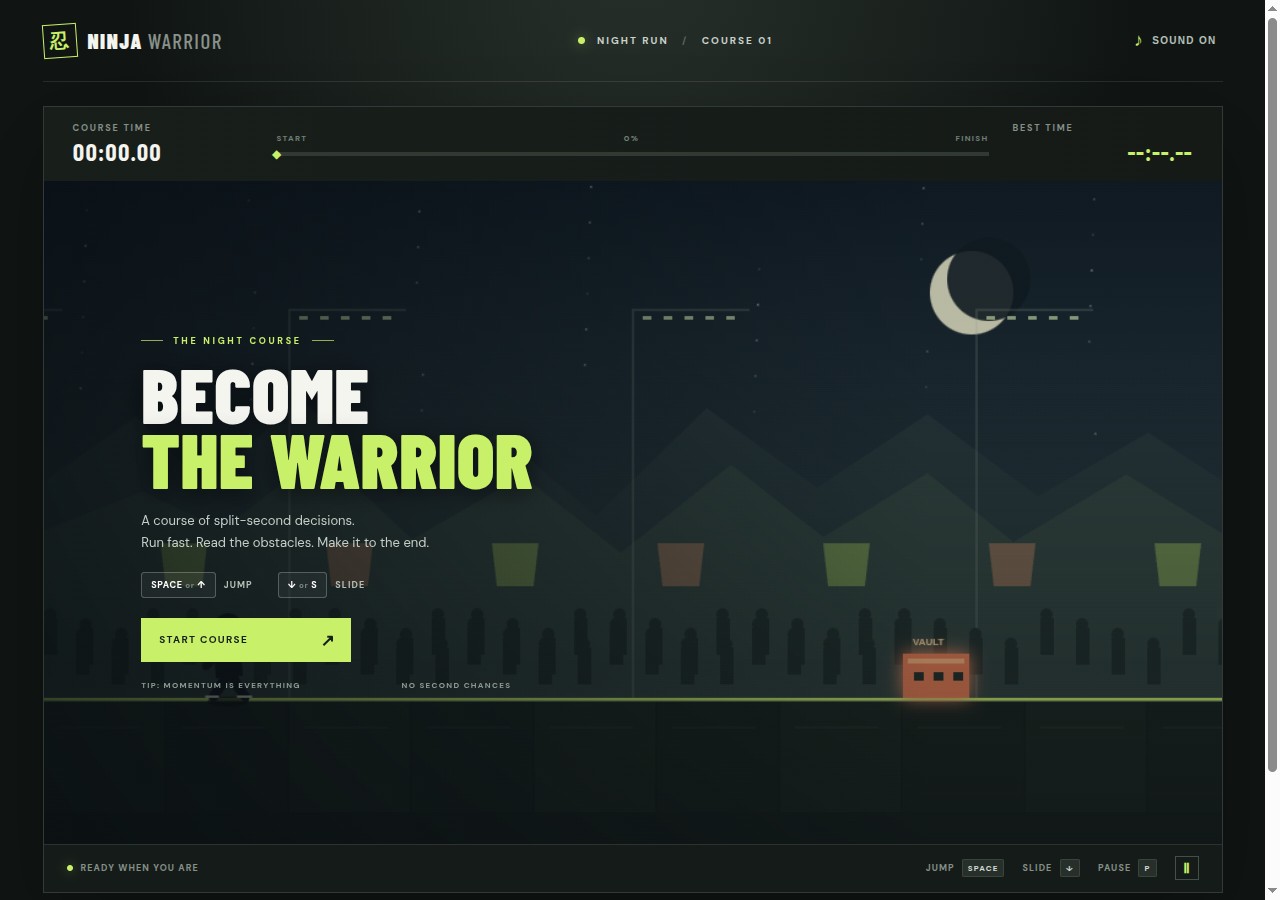 忍 NINJA WARRIOR
NIGHT RUN / COURSE 01
♪ SOUND ON
COURSE TIME
00:00.00
START 0% FINISH
BEST TIME
--:--.--
THE NIGHT COURSE
BECOME
THE WARRIOR
A course of split-second decisions.
Run fast. Read the obstacles. Make it to the end.
SPACE or ↑ JUMP ↓ or S SLIDE
START COURSE ↗
TIP: MOMENTUM IS EVERYTHING NO SECOND CHANCES
VAULT
READY WHEN YOU ARE
JUMP SPACE SLIDE ↓ PAUSE P